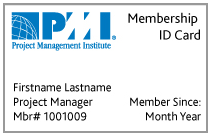 PMI
Membership
ID Card
Project Management Institute
Firstname Lastname
Project Manager
Member Since:
Mbr# 1001009
Month Year